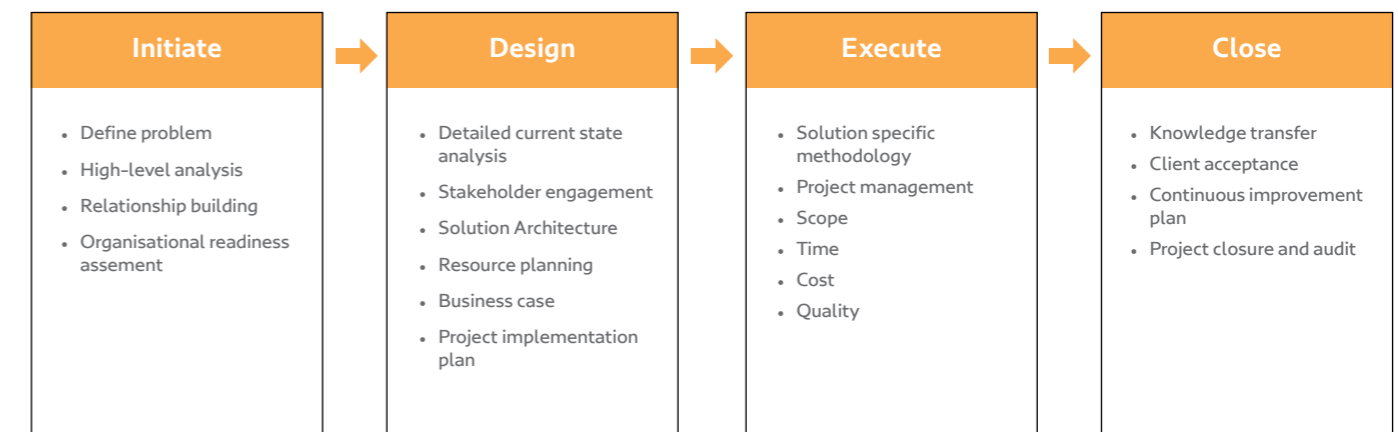 Initiate
• Define problem
• High-level analysis
• Relationship building
• Organisational readiness
assement
Design
• Detailed current state
analysis
• Stakeholder engagement
• Solution Architecture
• Resource planning
• Business case
• Project implementation
plan
Execute
• Solution specific
methodology
• Project management
• Scope
• Time
• Cost
• Quality
Close
• Knowledge transfer
• Client acceptance
• Continuous improvement
plan
• Project closure and audit